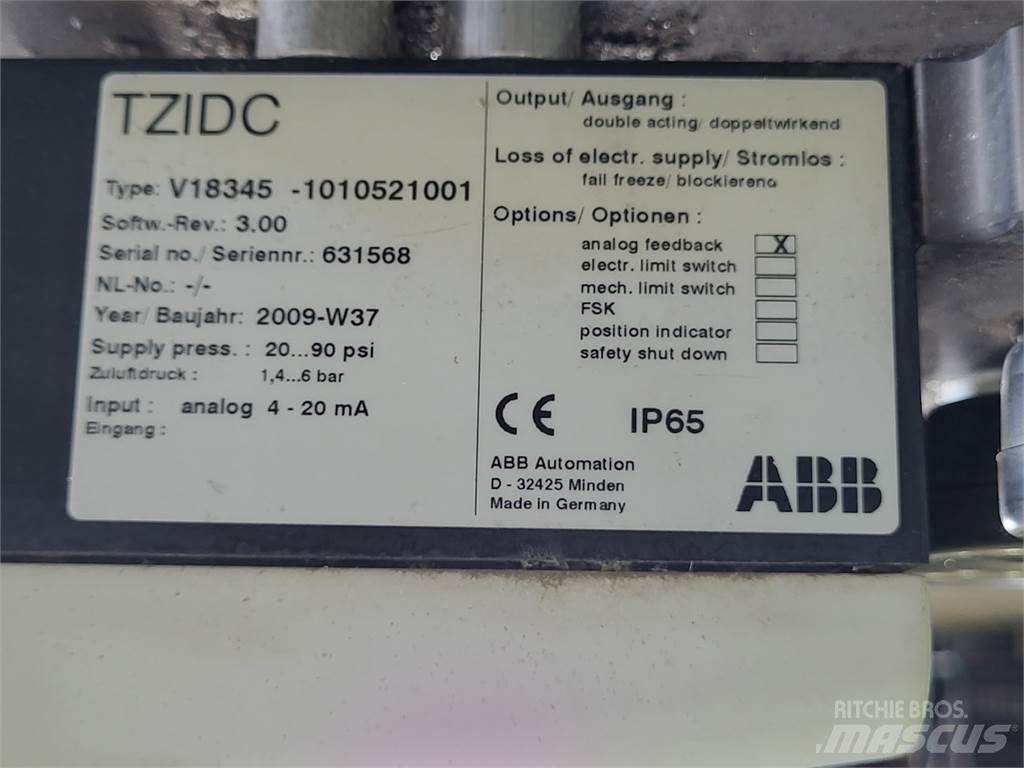 TZIDC
Type: V18345 -1010521001
Softw.-Rev.: 3.00
Serial no./ Seriennr.: 631568
NL-No.: -/-
Year/ Baujahr: 2009-W37
Supply press. : 20...90 psi
Zuluftdruck : 1,4...6 bar
Input : analog 4 - 20 mA
Eingang :
Output/ Ausgang :
double acting/ doppeltwirkend
Loss of electr. supply/ Stromlos :
fail freeze/ blockierend
Options/ Optionen :
analog feedback X
electr. limit switch
mech. limit switch
FSK
position indicator
safety shut down
CE IP65
ABB Automation
D - 32425 Minden
Made in Germany
ABB
RITCHIE BROS.
MASCUS